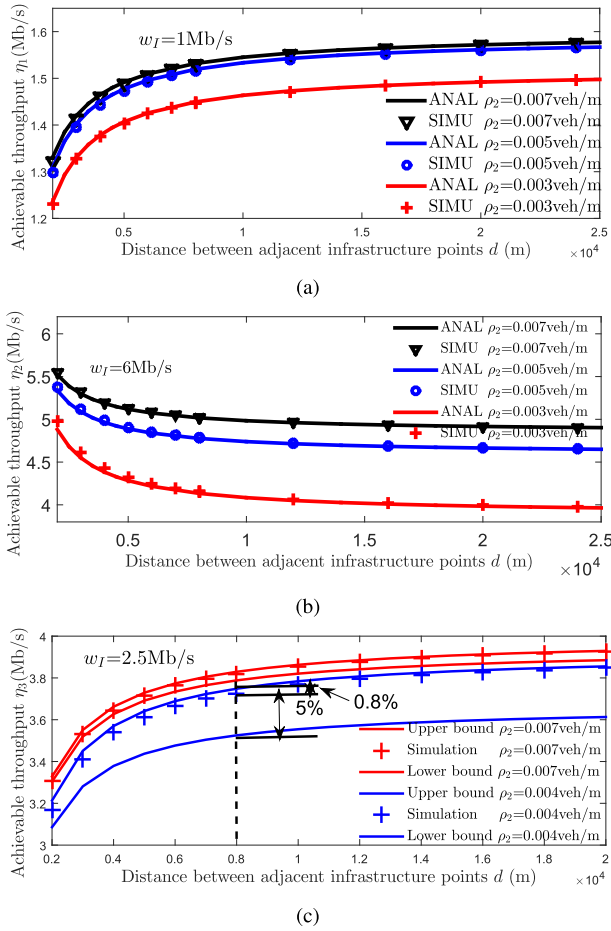 1.6
w_I=1Mb/s
1.5
1.4
1.3
1.2
Achievable throughput η1(Mb/s)
ANAL ρ2=0.007veh/m
SIMU ρ2=0.007veh/m
ANAL ρ2=0.005veh/m
SIMU ρ2=0.005veh/m
ANAL ρ2=0.003veh/m
SIMU ρ2=0.003veh/m
0.5 1 1.5 2 2.5
Distance between adjacent infrastructure points d (m)
×10^4
(a)
6
5.5
5
4.5
4
Achievable throughput η2(Mb/s)
w_I=6Mb/s
ANAL ρ2=0.007veh/m
SIMU ρ2=0.007veh/m
ANAL ρ2=0.005veh/m
SIMU ρ2=0.005veh/m
ANAL ρ2=0.003veh/m
SIMU ρ2=0.003veh/m
0.5 1 1.5 2 2.5
Distance between adjacent infrastructure points d (m)
×10^4
(b)
4
3.8
3.6
3.4
3.2
3
Achievable throughput η3(Mb/s)
w_I=2.5Mb/s
5%
0.8%
Upper bound ρ2=0.007veh/m
Simulation ρ2=0.007veh/m
Lower bound ρ2=0.007veh/m
Upper bound ρ2=0.004veh/m
Simulation ρ2=0.004veh/m
Lower bound ρ2=0.004veh/m
0.2 0.4 0.6 0.8 1 1.2 1.4 1.6 1.8 2
Distance between adjacent infrastructure points d (m)
×10^4
(c)